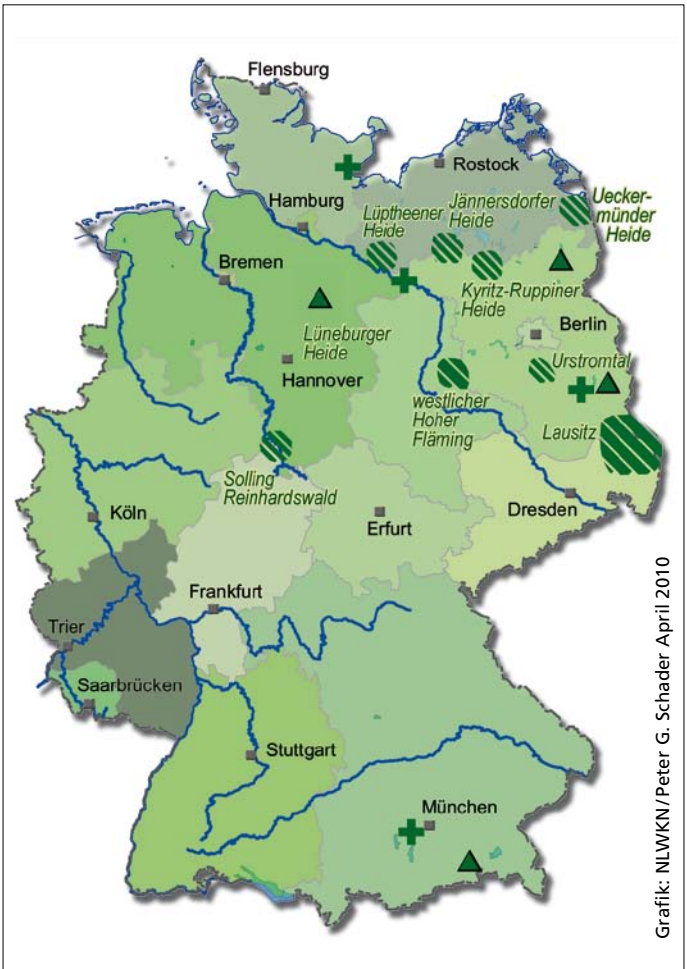 Flensburg
Rostock
Hamburg
Lüptheener
Heide
Jännersdorfer
Heide
Uecker-
münder
Heide
Bremen
Kyritz-Ruppiner
Heide
Lüneburger
Heide
Berlin
Hannover
Urstromtal
westlicher
Hoher
Fläming
Lausitz
Solling
Reinhardswald
Köln
Erfurt
Dresden
Frankfurt
Trier
Saarbrücken
Stuttgart
München
Grafik: NLWKN/Peter G. Schader April 2010